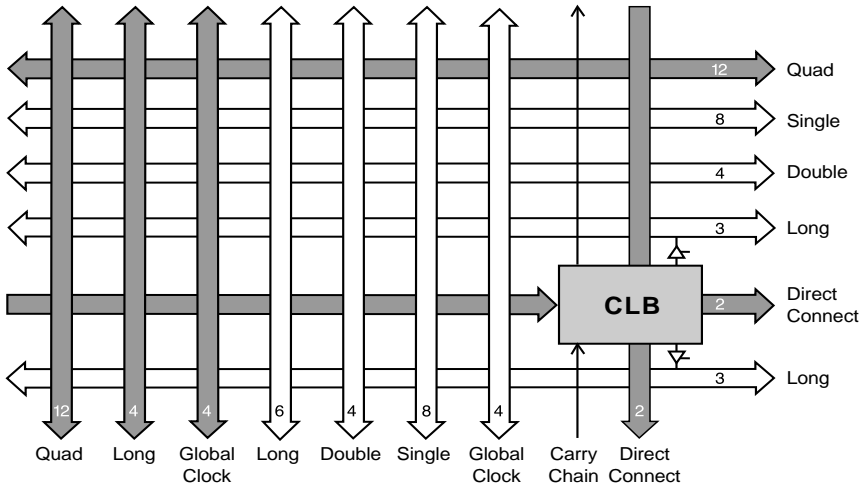 12
Quad
8
Single
4
Double
3
Long
CLB
2
Direct
Connect
3
Long
12 4 4 6 4 8 4 2
Quad Long Global Long Double Single Global Carry Direct
Clock Clock Chain Connect